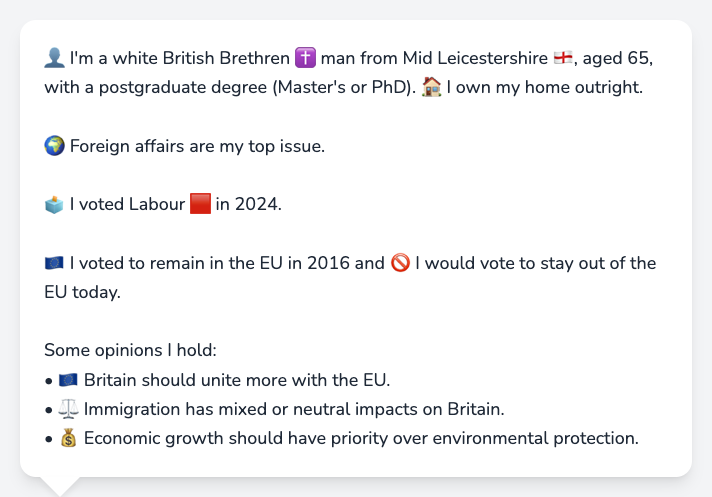 👤 I'm a white British Brethren ✝️ man from Mid Leicestershire 🏴󠁧󠁢󠁥󠁮󠁧󠁿, aged 65,
with a postgraduate degree (Master's or PhD). 🏠 I own my home outright.
🌍 Foreign affairs are my top issue.
🗳️ I voted Labour 🟥 in 2024.
🇪🇺 I voted to remain in the EU in 2016 and 🚫 I would vote to stay out of the
EU today.
Some opinions I hold:
• 🇪🇺 Britain should unite more with the EU.
• ⚖️ Immigration has mixed or neutral impacts on Britain.
• 💰 Economic growth should have priority over environmental protection.